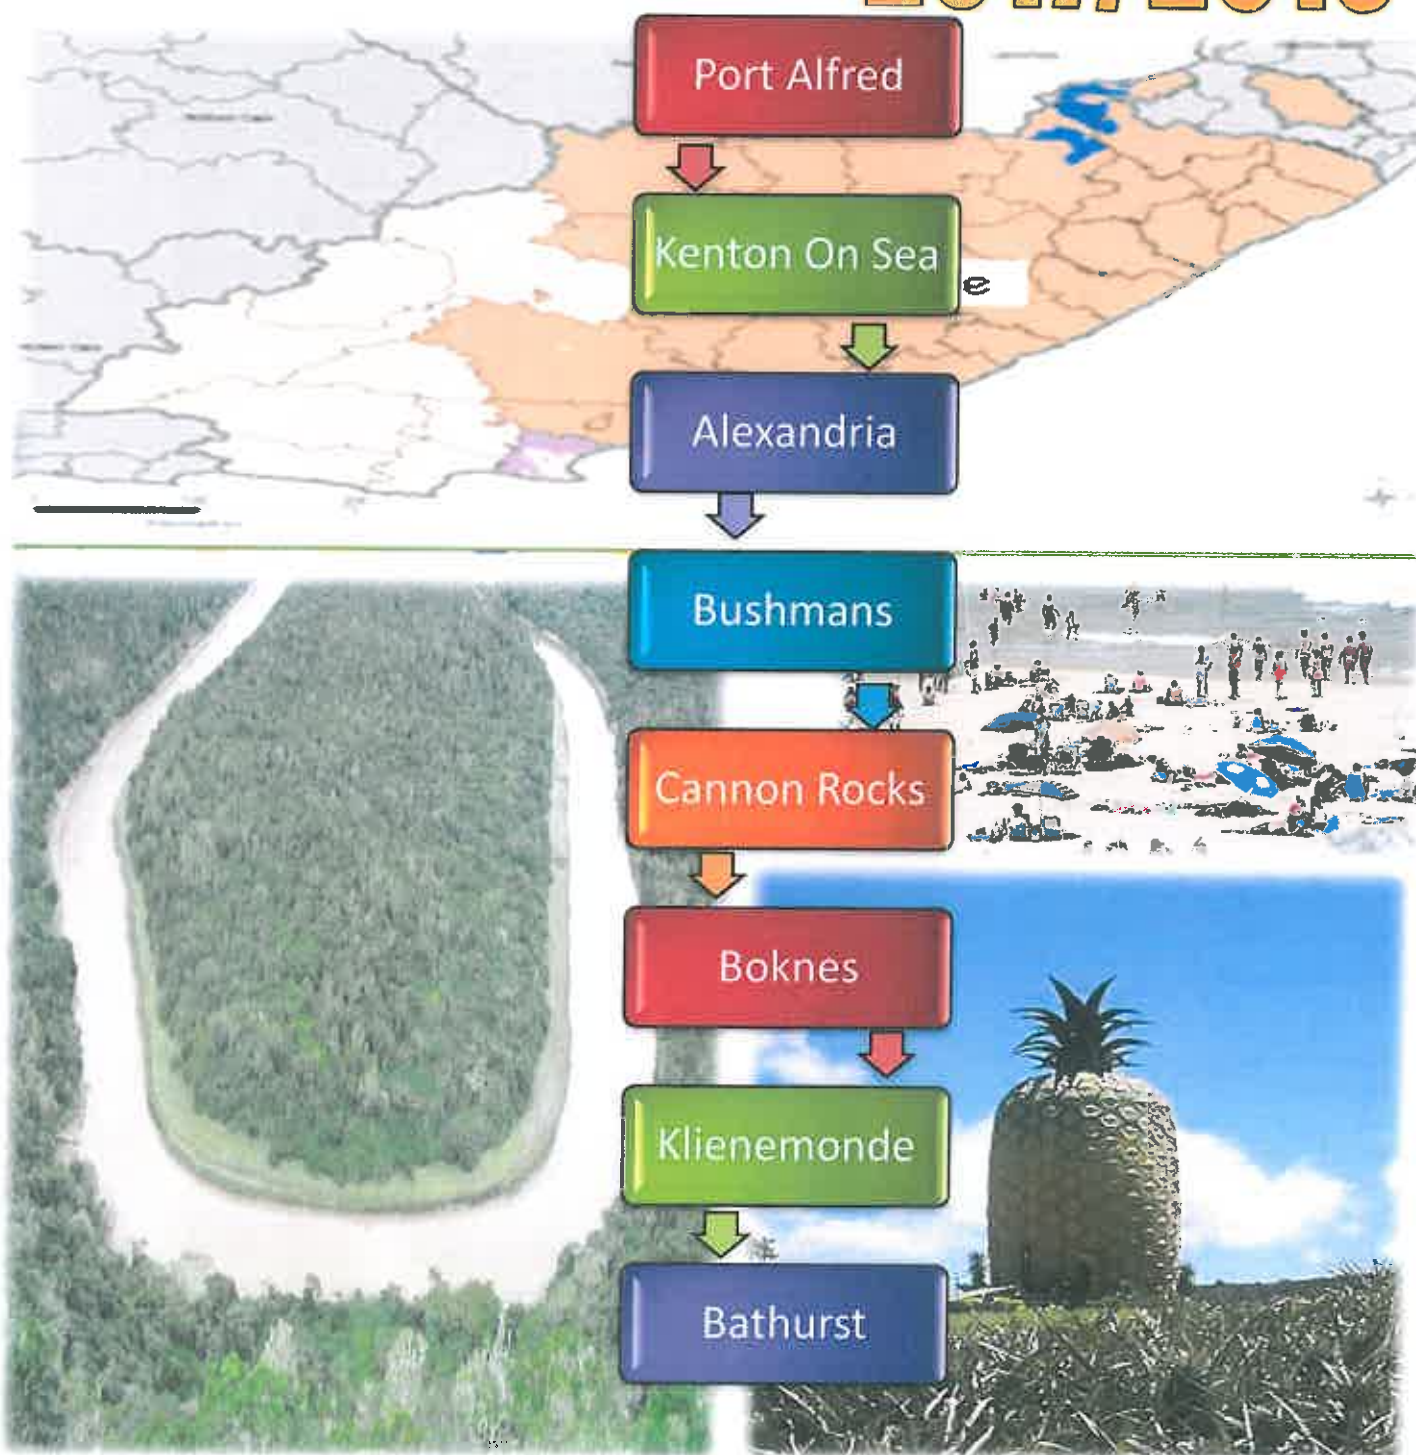 Port Alfred
Kenton On Sea
e
Alexandria
Bushmans
Cannon Rocks
Boknes
Klienemonde
Bathurst